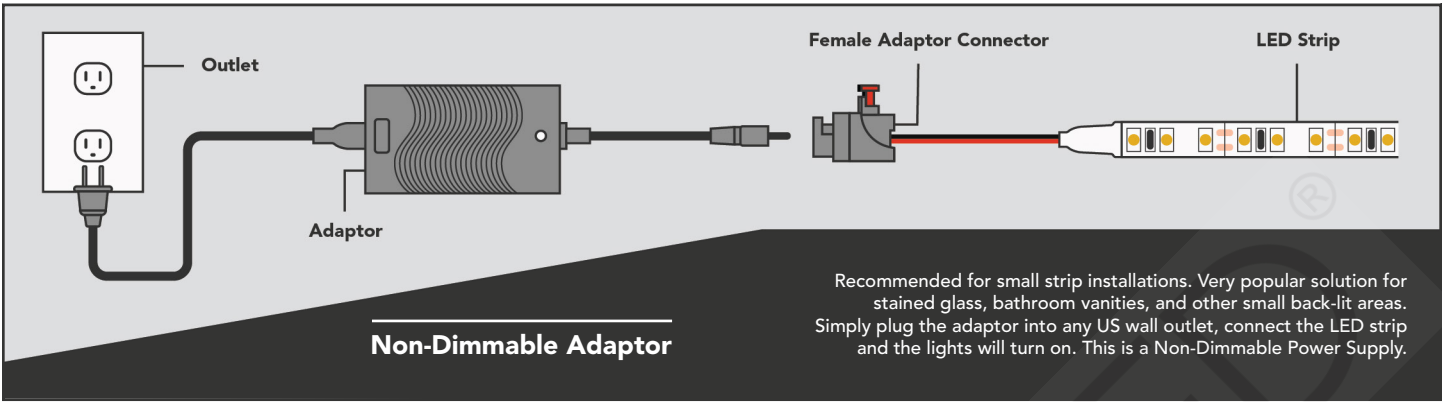 Outlet
Adaptor
Female Adaptor Connector
LED Strip
®
Non-Dimmable Adaptor
Recommended for small strip installations. Very popular solution for
stained glass, bathroom vanities, and other small back-lit areas.
Simply plug the adaptor into any US wall outlet, connect the LED strip
and the lights will turn on. This is a Non-Dimmable Power Supply.